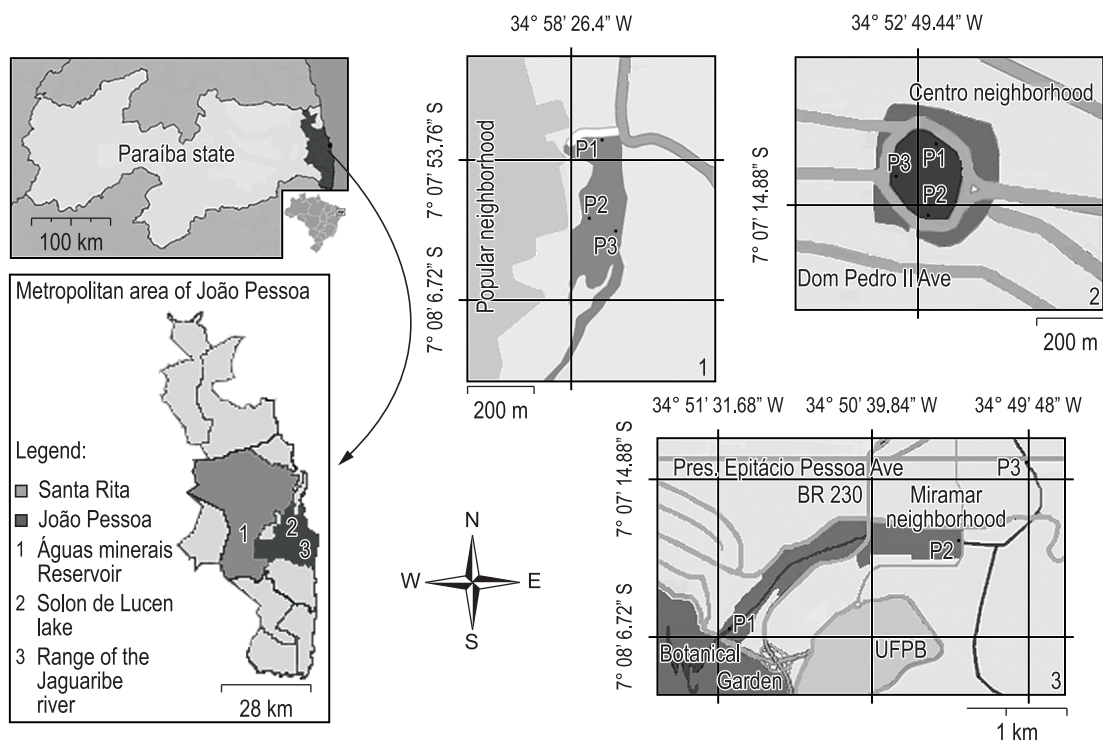 Paraíba state
100 km
Metropolitan area of João Pessoa
Legend:
Santa Rita
João Pessoa
1 Águas minerais
Reservoir
2 Solon de Lucen
lake
3 Range of the
Jaguaribe
river
1
2
3
28 km
N
W
E
S
34° 58’ 26.4” W
7° 07’ 53.76” S
7° 08’ 6.72” S
Popular neighborhood
P1
P2
P3
1
200 m
34° 52’ 49.44” W
7° 07’ 14.88” S
Centro neighborhood
P3
P1
P2
Dom Pedro II Ave
2
200 m
34° 51’ 31.68” W
34° 50’ 39.84” W
34° 49’ 48” W
7° 07’ 14.88” S
7° 08’ 6.72” S
Pres. Epitácio Pessoa Ave
P3
BR 230
Miramar
neighborhood
P2
P1
Botanical
Garden
UFPB
3
1 km